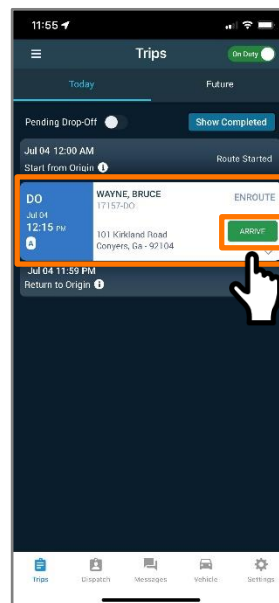 11:55
Trips
On Duty
Today
Future
Pending Drop-Off
Show Completed
Jul 04 12:00 AM
Start from Origin
Route Started
DO
WAYNE, BRUCE
ENROUTE
17157-DO
Jul 04
12:15 PM
101 Kirkland Road
ARRIVE
A
Conyers, Ga - 92104
Jul 04 11:59 PM
Return to Origin
Trips
Dispatch
Messages
Vehicle
Settings